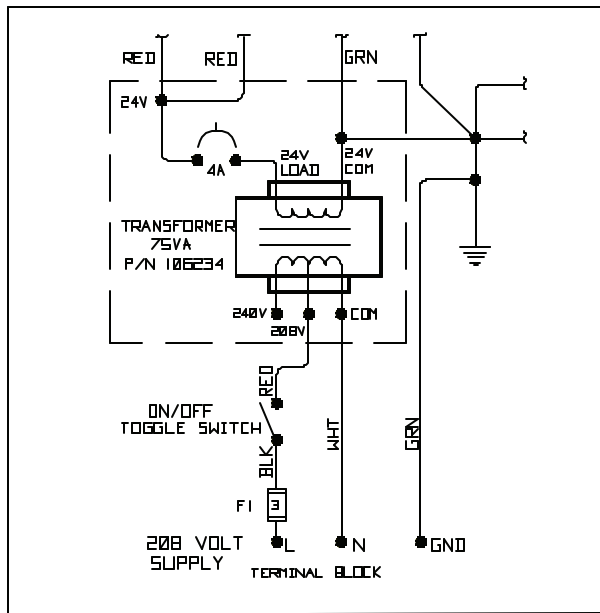 RED
RED
GRN
24V
4A
24V
LOAD
24V
COM
TRANSFORMER
75VA
P/N 106234
240V
208V
COM
RED
ON/OFF
TOGGLE SWITCH
BLK
WHT
GRN
F1
3
208 VOLT
SUPPLY
L
N
GND
TERMINAL BLOCK